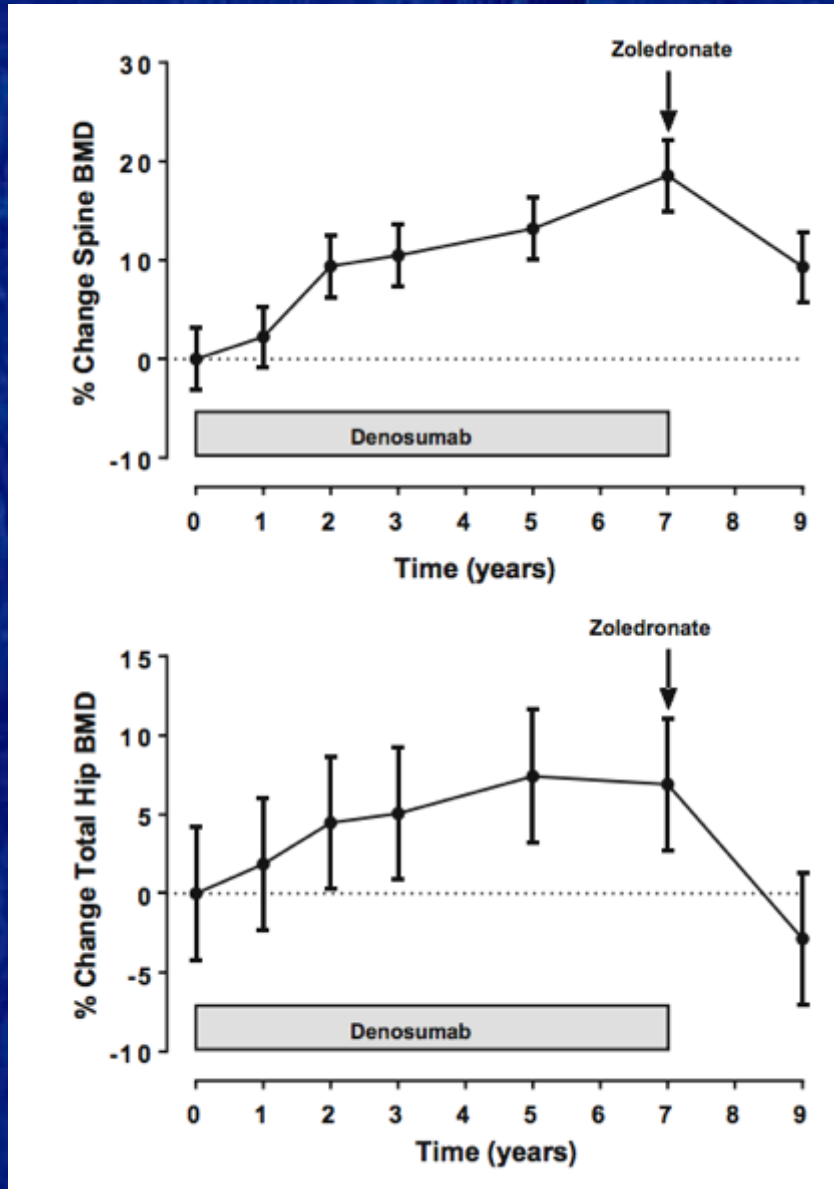 Zoledronate
30
20
10
0
-10
% Change Spine BMD
Denosumab
0 1 2 3 4 5 6 7 8 9
Time (years)
Zoledronate
15
10
5
0
-5
-10
% Change Total Hip BMD
Denosumab
0 1 2 3 4 5 6 7 8 9
Time (years)